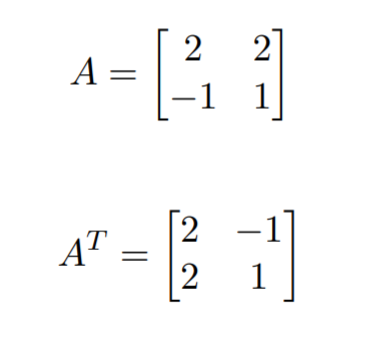 A = [2 2
-1 1]
A^T = [2 -1
2 1]